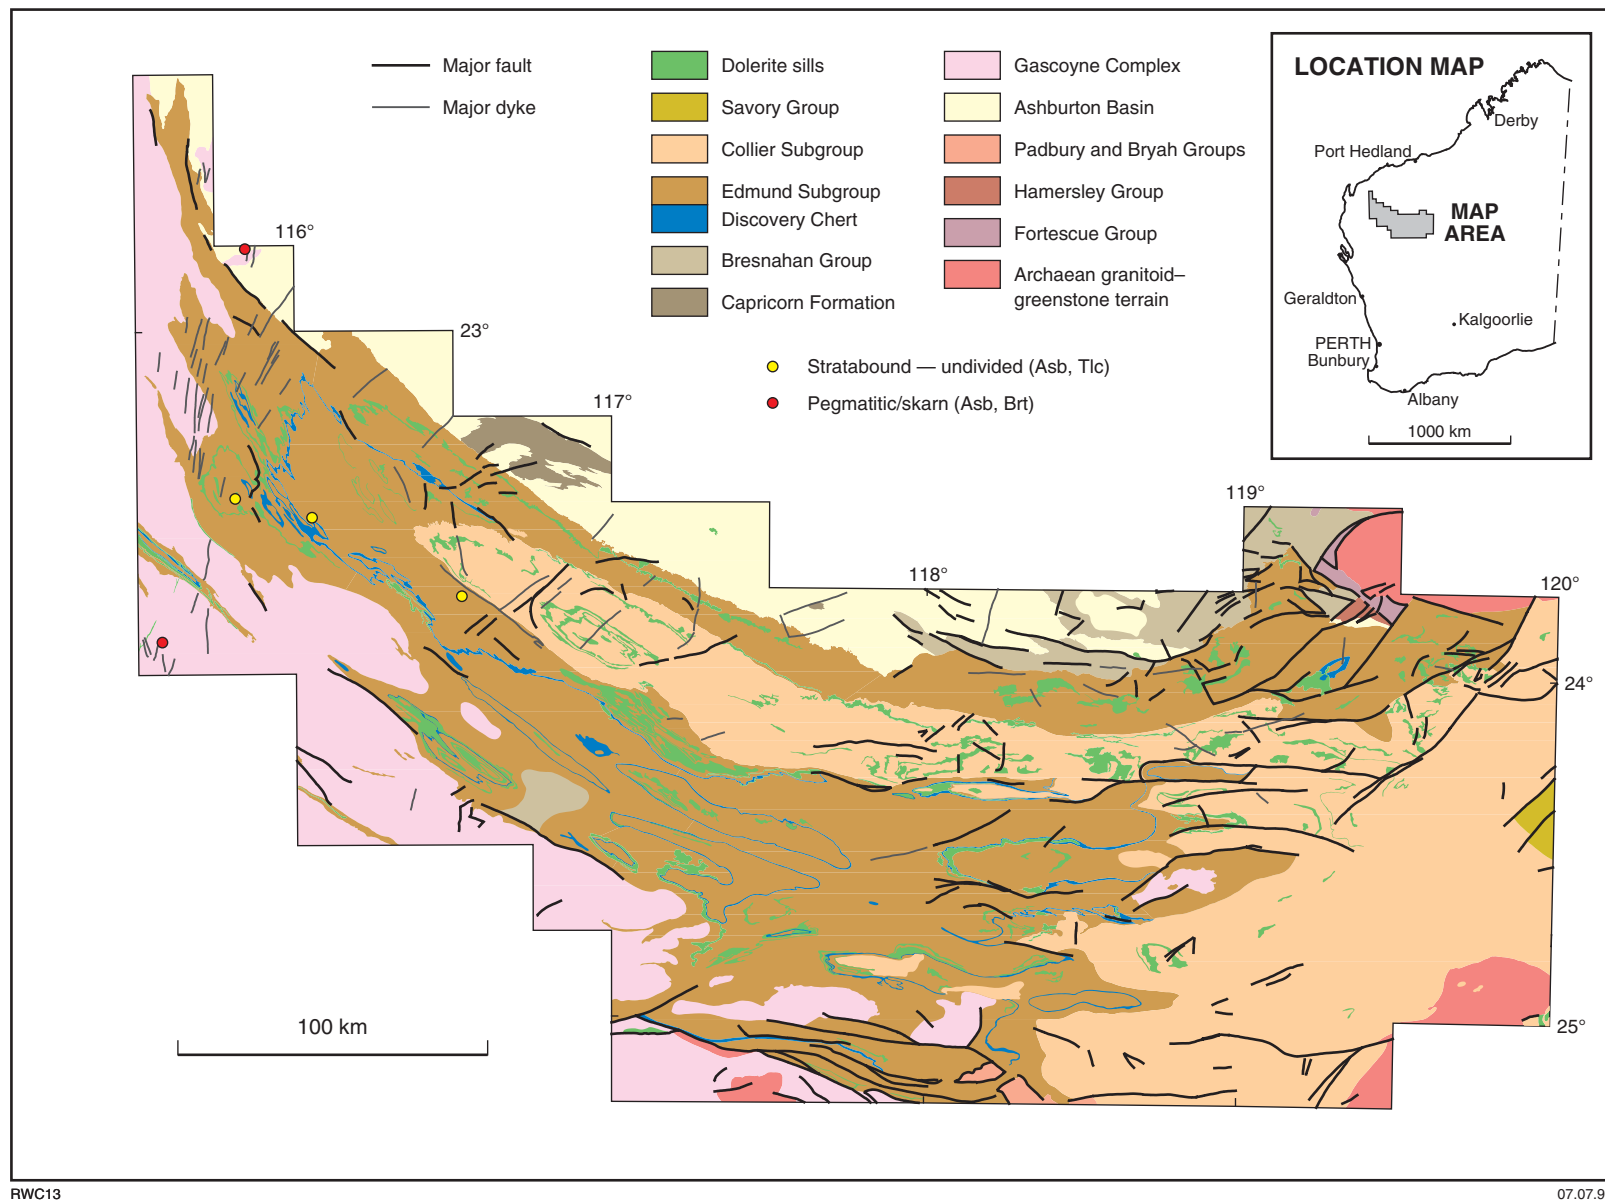 Major fault
Major dyke
Dolerite sills
Savory Group
Collier Subgroup
Edmund Subgroup
Discovery Chert
Bresnahan Group
Capricorn Formation
Gascoyne Complex
Ashburton Basin
Padbury and Bryah Groups
Hamersley Group
Fortescue Group
Archaean granitoid–
greenstone terrain
Stratabound — undivided (Asb, Tlc)
Pegmatitic/skarn (Asb, Brt)
LOCATION MAP
Derby
Port Hedland
MAP
AREA
Geraldton
Kalgoorlie
PERTH
Bunbury
Albany
1000 km
116°
23°
117°
119°
118°
120°
24°
25°
100 km
RWC13
07.07.9